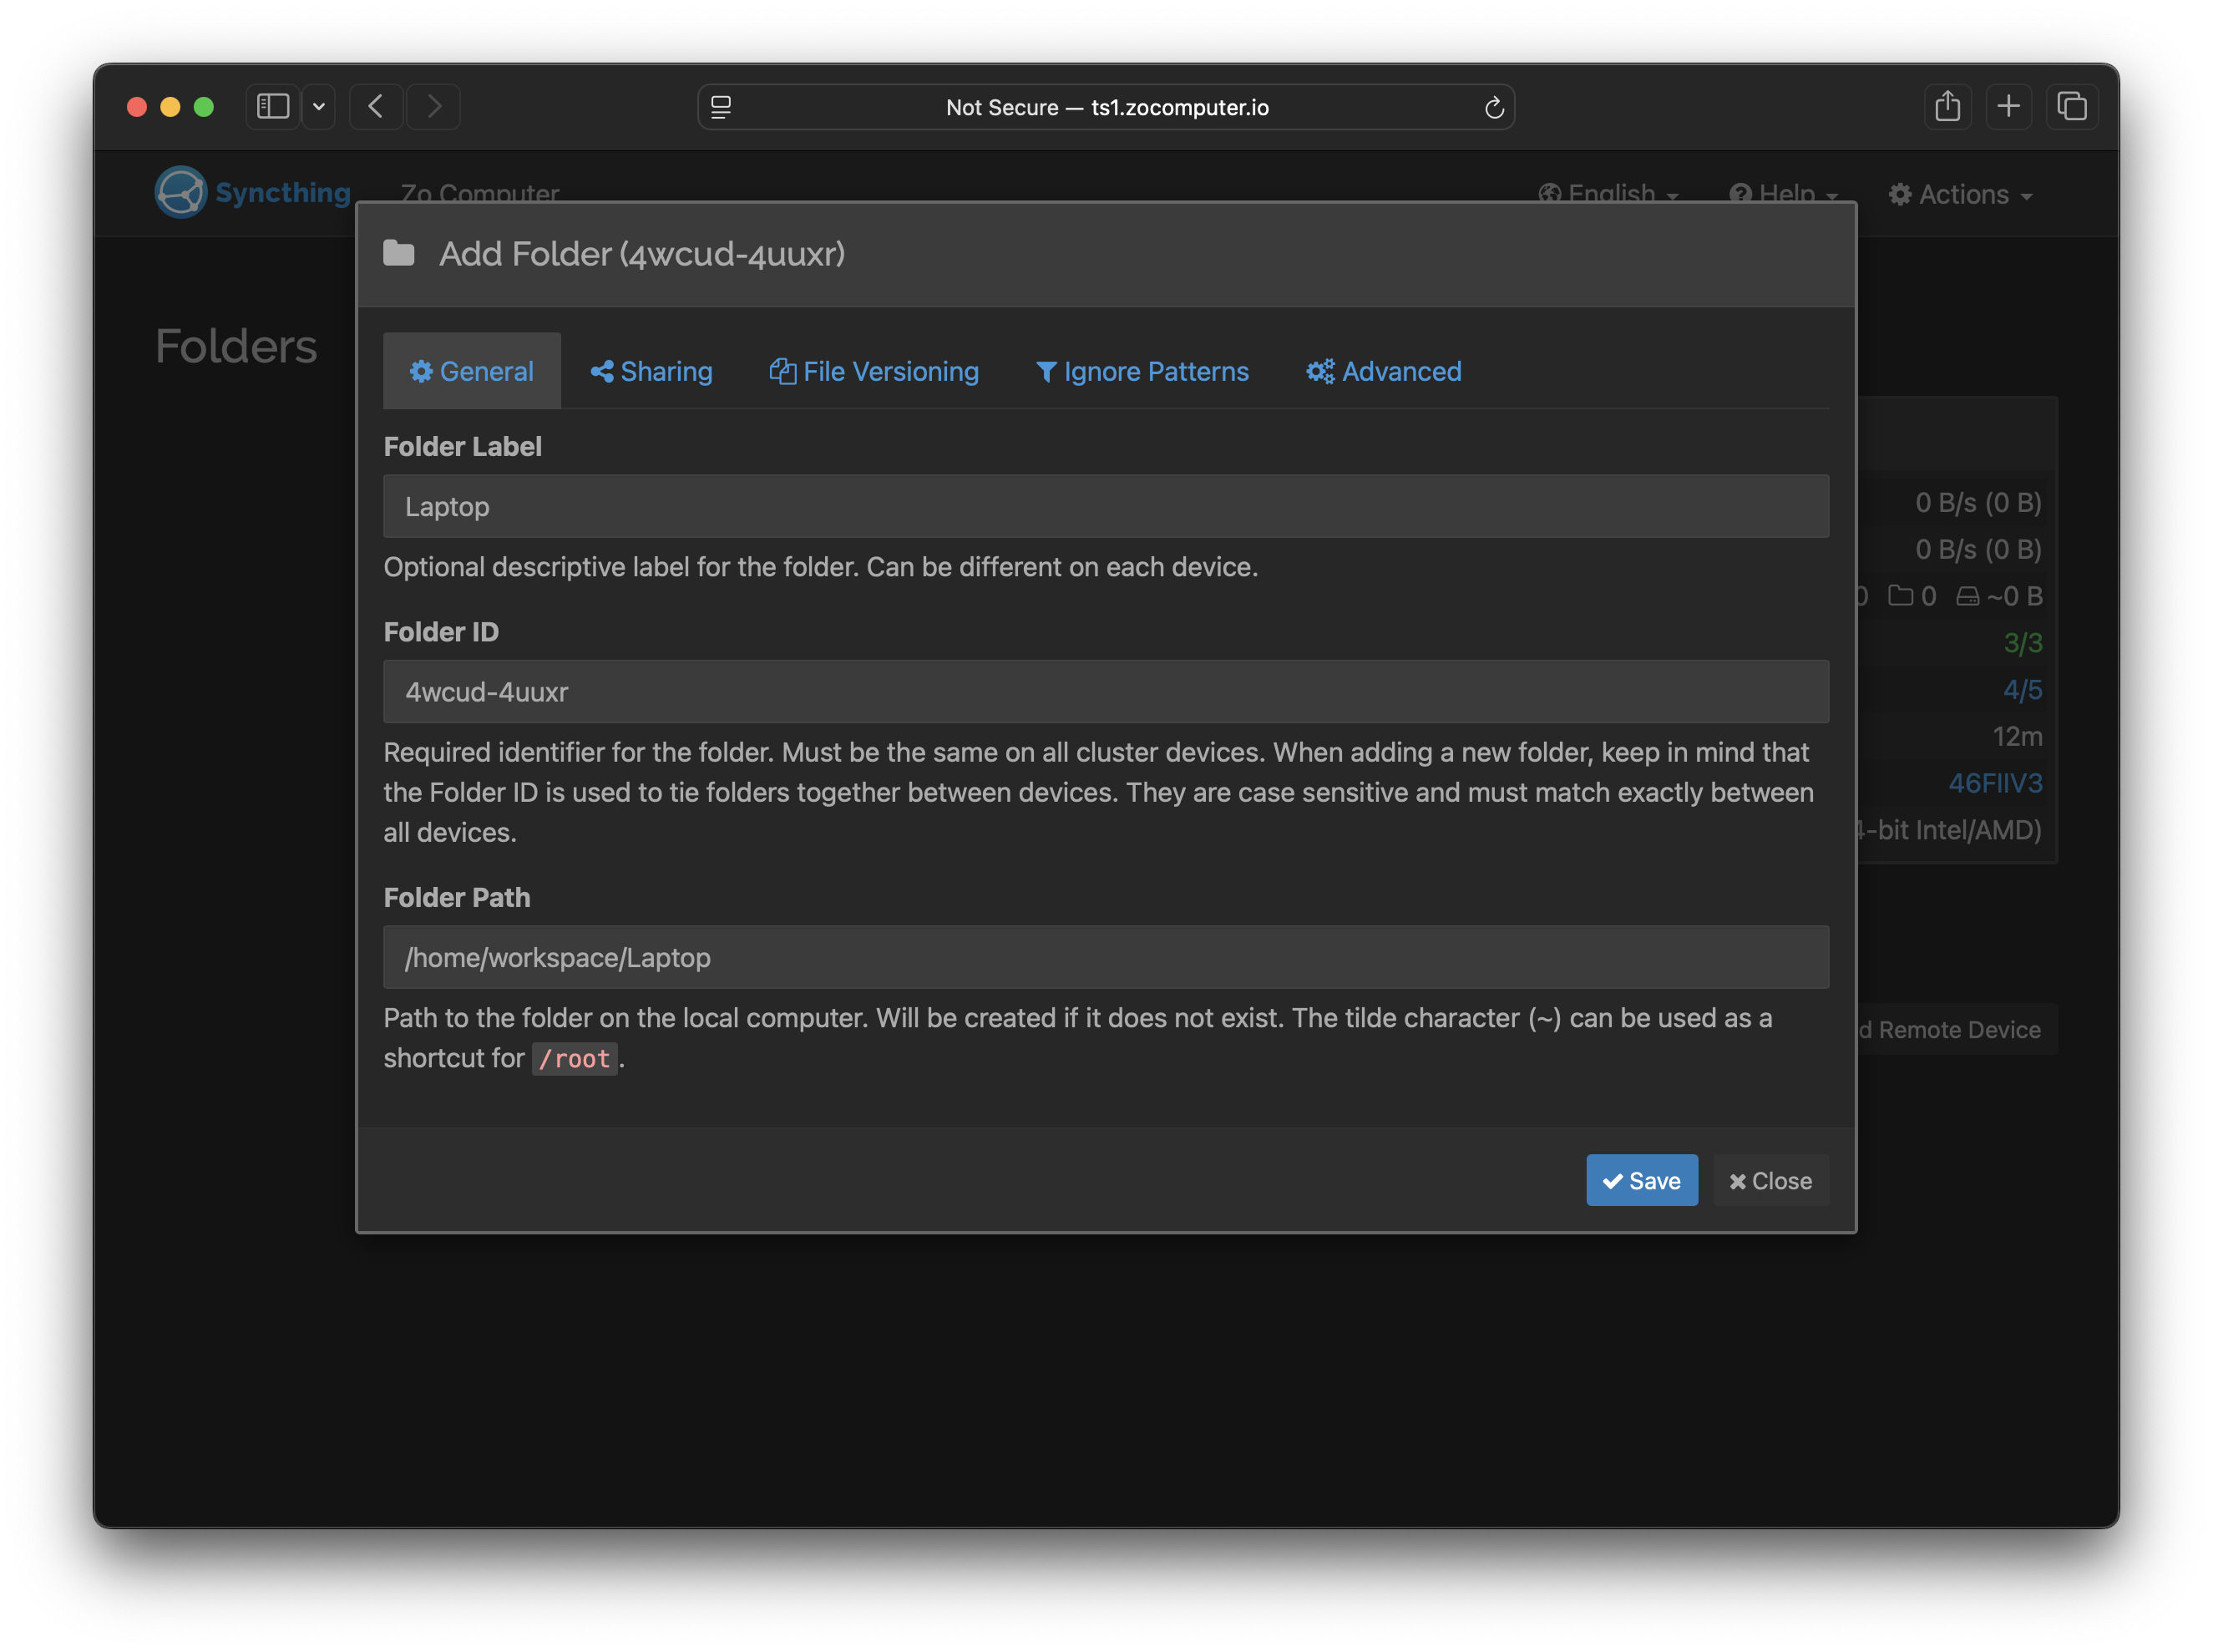 Not Secure — ts1.zocomputer.io
Syncthing
Zo Computer
English
Help
Actions
Add Folder (4wcud-4uuxr)
Folders
General
Sharing
File Versioning
Ignore Patterns
Advanced
Folder Label
Laptop
Optional descriptive label for the folder. Can be different on each device.
Folder ID
4wcud-4uuxr
Required identifier for the folder. Must be the same on all cluster devices. When adding a new folder, keep in mind that
the Folder ID is used to tie folders together between devices. They are case sensitive and must match exactly between
all devices.
Folder Path
/home/workspace/Laptop
Path to the folder on the local computer. Will be created if it does not exist. The tilde character (~) can be used as a
shortcut for /root.
Save
Close
0 B/s (0 B)
0 B/s (0 B)
0 ~0 B
3/3
4/5
12m
46FIIV3
-bit Intel/AMD)
Remote Device